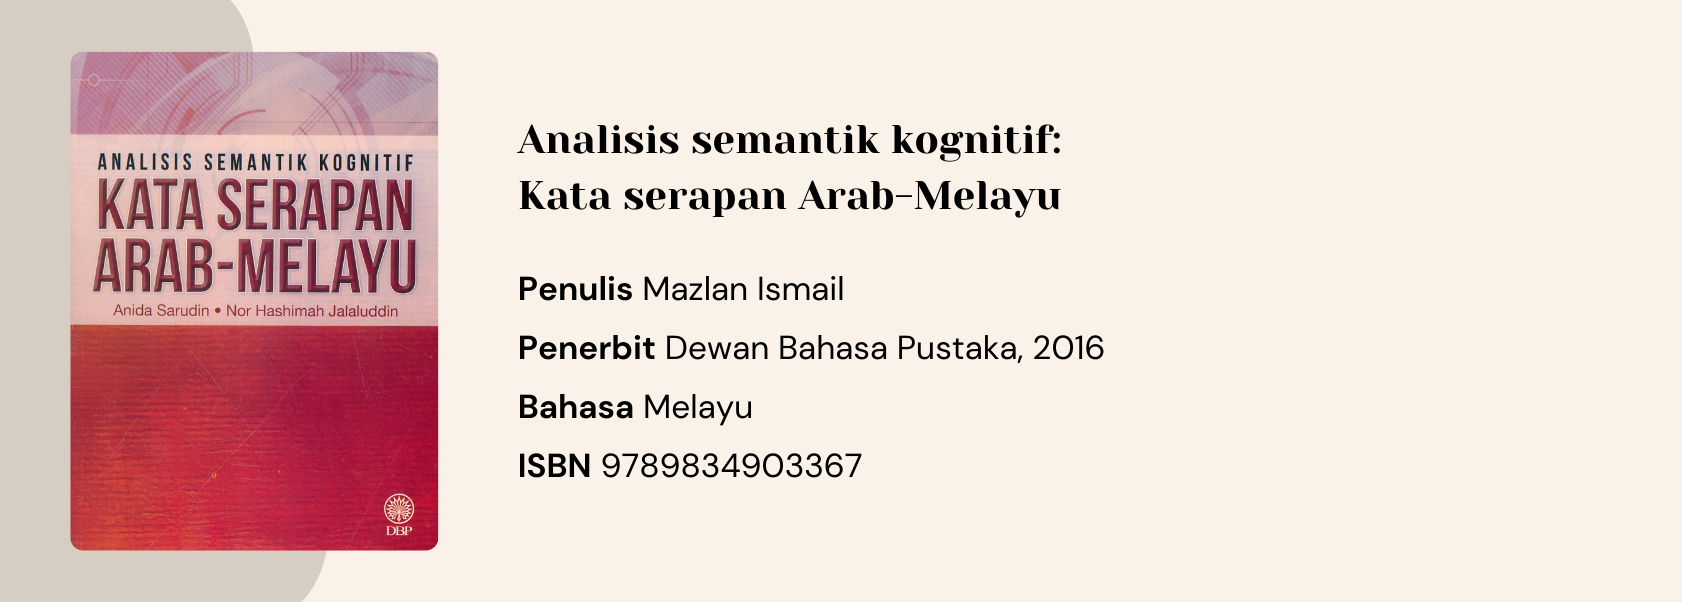 ANALISIS SEMANTIK KOGNITIF
KATA SERAPAN
ARAB-MELAYU
Anida Sarudin • Nor Hashimah Jalaluddin
DBP
Analisis semantik kognitif:
Kata serapan Arab-Melayu
Penulis Mazlan Ismail
Penerbit Dewan Bahasa Pustaka, 2016
Bahasa Melayu
ISBN 9789834903367